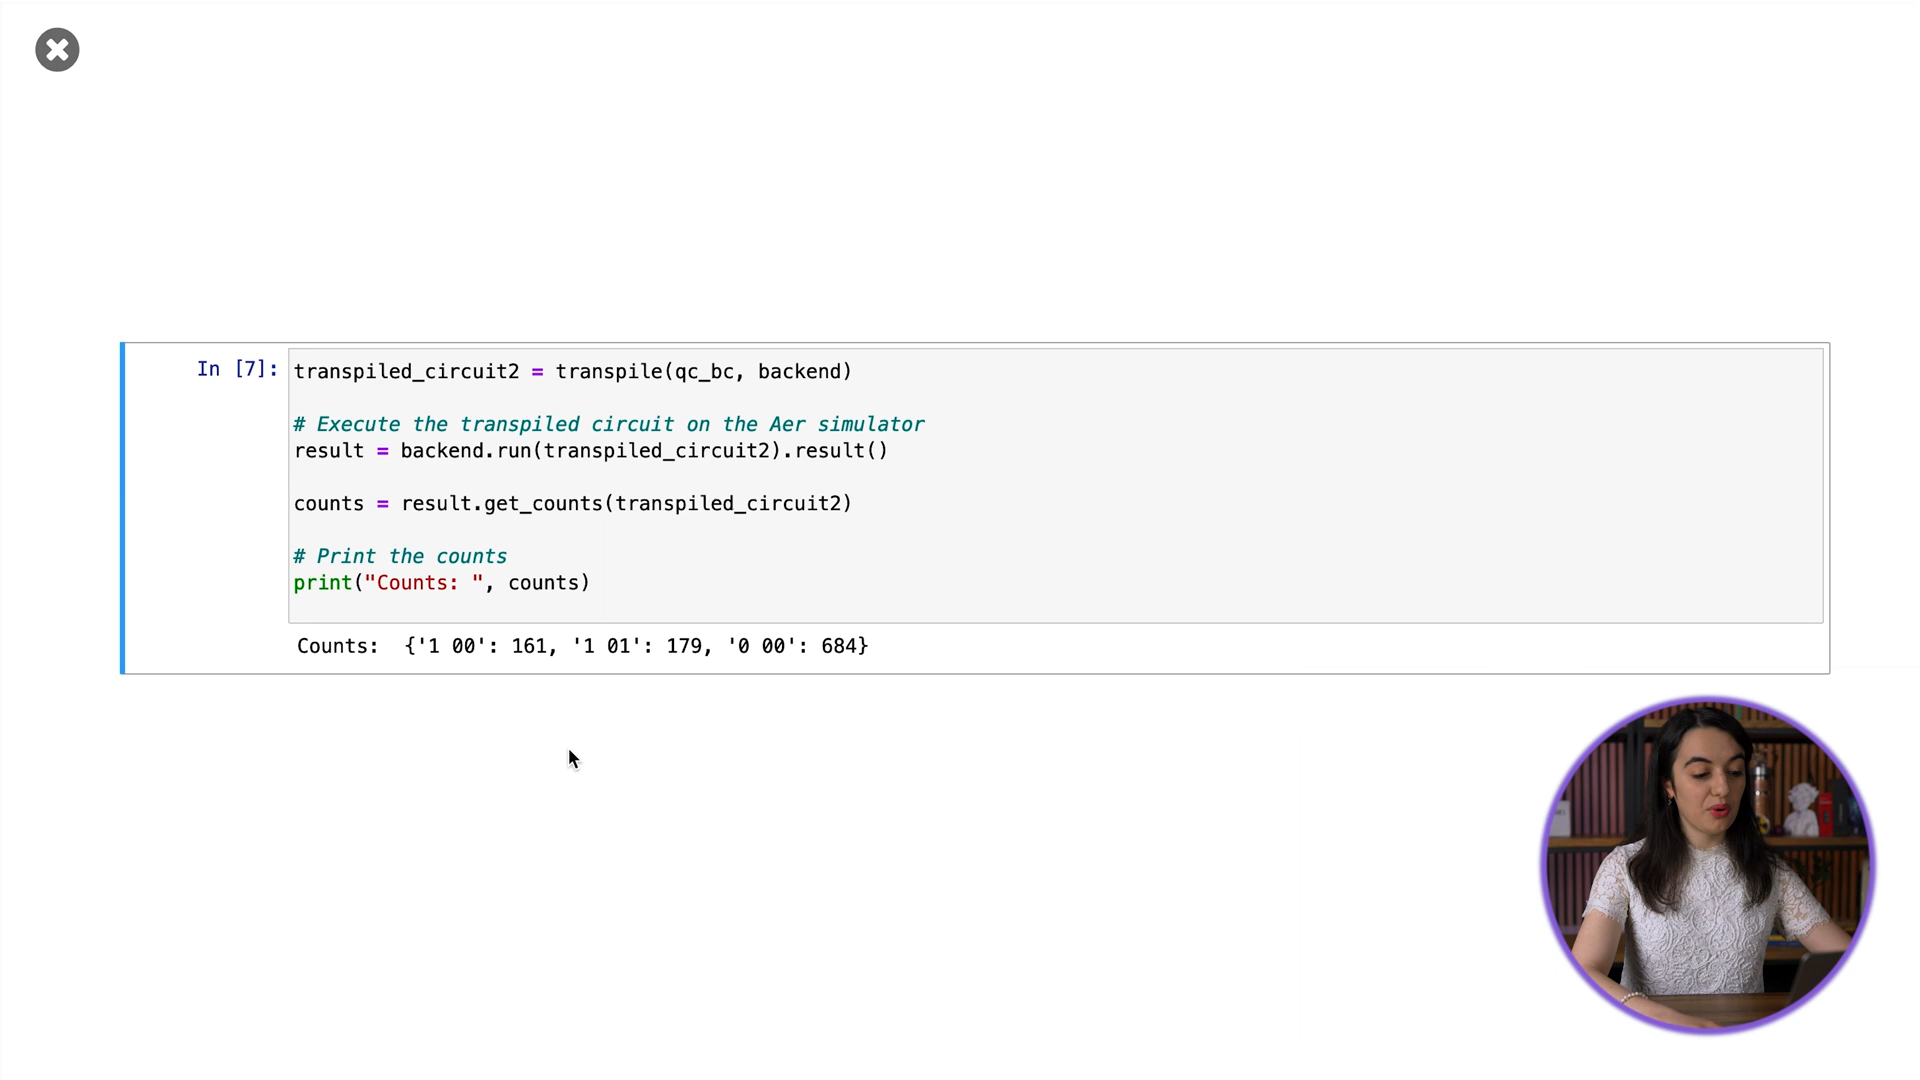 In [7]:
transpiled_circuit2 = transpile(qc_bc, backend)
# Execute the transpiled circuit on the Aer simulator
result = backend.run(transpiled_circuit2).result()
counts = result.get_counts(transpiled_circuit2)
# Print the counts
print("Counts: ", counts)
Counts:  {'1 00': 161, '1 01': 179, '0 00': 684}